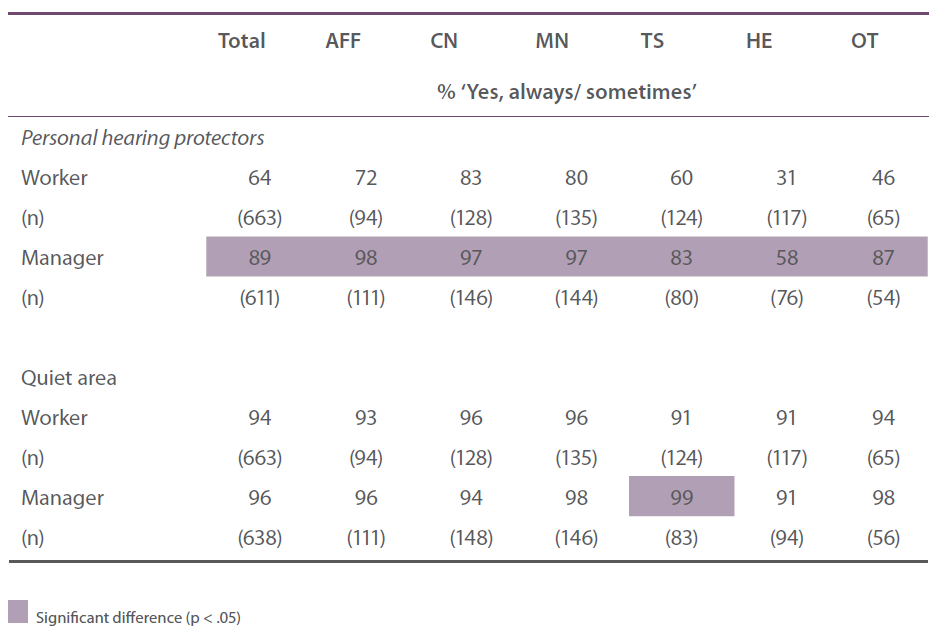 Total AFF CN MN TS HE OT
% ‘Yes, always/ sometimes’
Personal hearing protectors
Worker 64 72 83 80 60 31 46
(n) (663) (94) (128) (135) (124) (117) (65)
Manager 89 98 97 97 83 58 87
(n) (611) (111) (146) (144) (80) (76) (54)
Quiet area
Worker 94 93 96 96 91 91 94
(n) (663) (94) (128) (135) (124) (117) (65)
Manager 96 96 94 98 99 91 98
(n) (638) (111) (148) (146) (83) (94) (56)
Significant difference (p < .05)